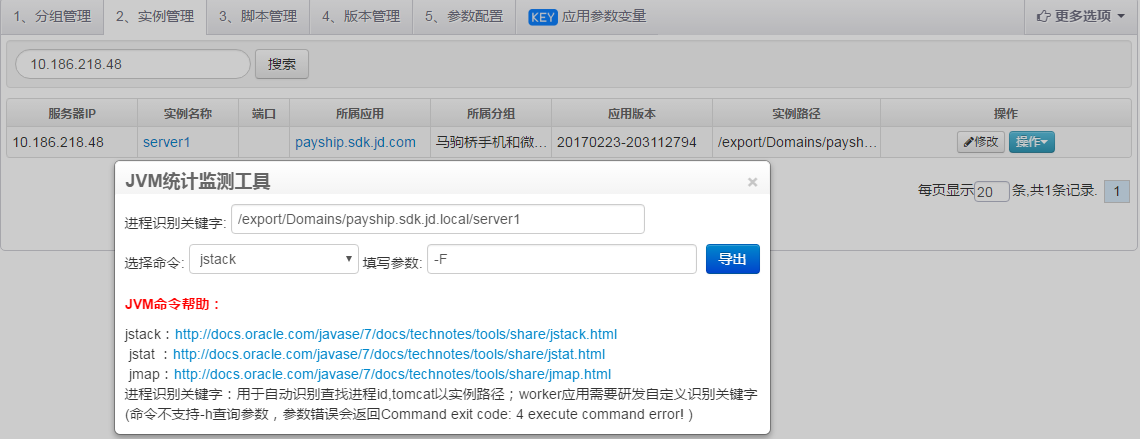 1、分组管理 2、实例管理 3、脚本管理 4、版本管理 5、参数配置 KEY 应用参数变量 更多选项
10.186.218.48 搜索
服务器IP 实例名称 端口 所属应用 所属分组 应用版本 实例路径 操作
10.186.218.48 server1 payship.sdk.jd.com 马驹桥手机和微... 20170223-203112794 /export/Domains/paysh... 修改 操作
每页显示 20 条,共1条记录. 1
JVM统计监测工具 ×
进程识别关键字: /export/Domains/payship.sdk.jd.local/server1
选择命令: jstack 填写参数: -F 导出
JVM命令帮助：
jstack：http://docs.oracle.com/javase/7/docs/technotes/tools/share/jstack.html
jstat ：http://docs.oracle.com/javase/7/docs/technotes/tools/share/jstat.html
jmap：http://docs.oracle.com/javase/7/docs/technotes/tools/share/jmap.html
进程识别关键字：用于自动识别查找进程id,tomcat以实例路径；worker应用需要研发自定义识别关键字
(命令不支持-h查询参数，参数错误会返回Command exit code: 4 execute command error! )